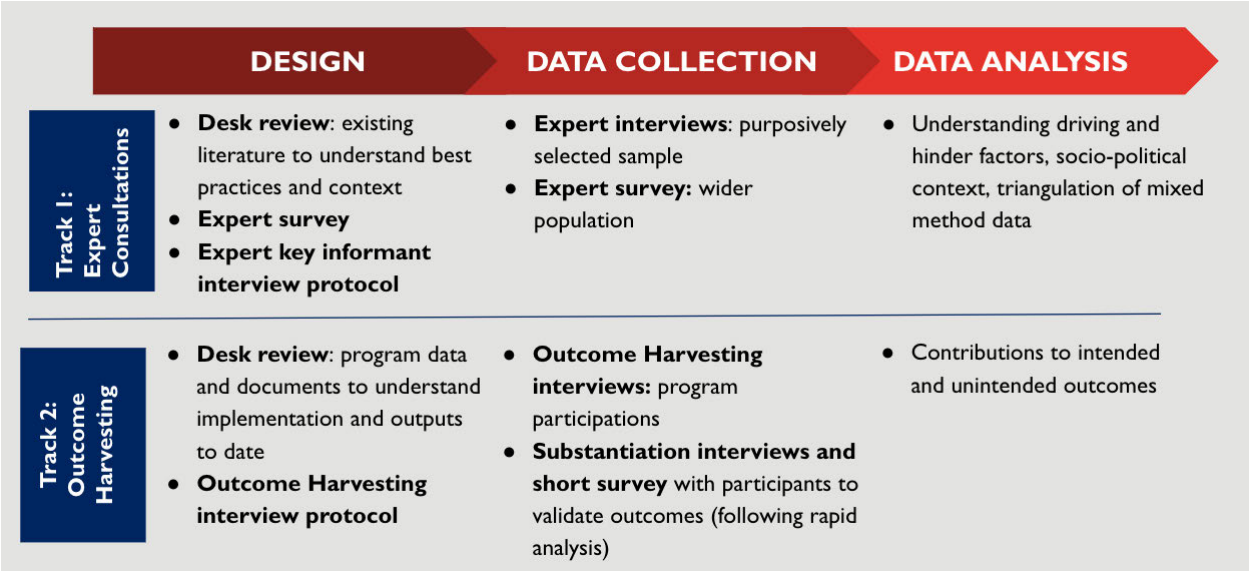 DESIGN
DATA COLLECTION
DATA ANALYSIS
Track 1:
Expert
Consultations
● Desk review: existing
literature to understand best
practices and context
● Expert survey
● Expert key informant
interview protocol
● Expert interviews: purposively
selected sample
● Expert survey: wider
population
● Understanding driving and
hinder factors, socio-political
context, triangulation of mixed
method data
Track 2:
Outcome
Harvesting
● Desk review: program data
and documents to understand
implementation and outputs
to date
● Outcome Harvesting
interview protocol
● Outcome Harvesting
interviews: program
participations
● Substantiation interviews and
short survey with participants to
validate outcomes (following rapid
analysis)
● Contributions to intended
and unintended outcomes